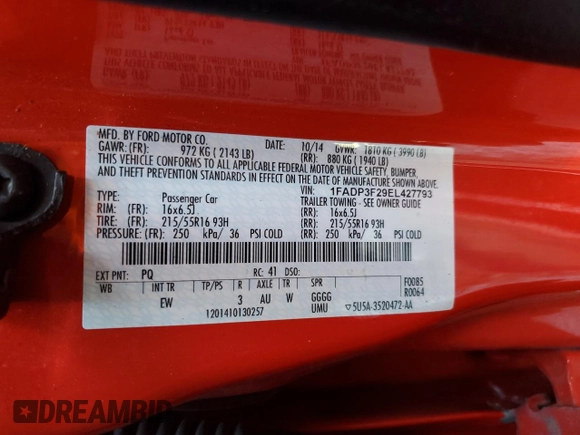 MFD. BY FORD MOTOR CO.
DATE: 10/14 GVWR: 1810 KG ( 3990 LB)
GAWR: (FR): 972 KG ( 2143 LB) (RR): 880 KG ( 1940 LB)
THIS VEHICLE CONFORMS TO ALL APPLICABLE FEDERAL MOTOR VEHICLE SAFETY, BUMPER,
AND THEFT PREVENTION STANDARDS IN EFFECT ON THE DATE OF MANUFACTURE SHOWN ABOVE.
VIN: 1FADP3F29EL427793
TYPE: Passenger Car TRAILER TOWING - SEE OWNER GUIDE
RIM: (FR): 16x6.5J (RR): 16x6.5J
TIRE: (FR): 215/55R16 93H (RR): 215/55R16 93H
PRESSURE: (FR): 250 kPa/ 36 PSI COLD (RR): 250 kPa/ 36 PSI COLD
EXT PNT: PQ RC: 41 DSO:
WB INT TR TP/PS R AXLE TR SPR F0085
EW 3 AU W GGGG R0064
UMU
1201410130257 5U5A-3520472-AA
DREAMBID